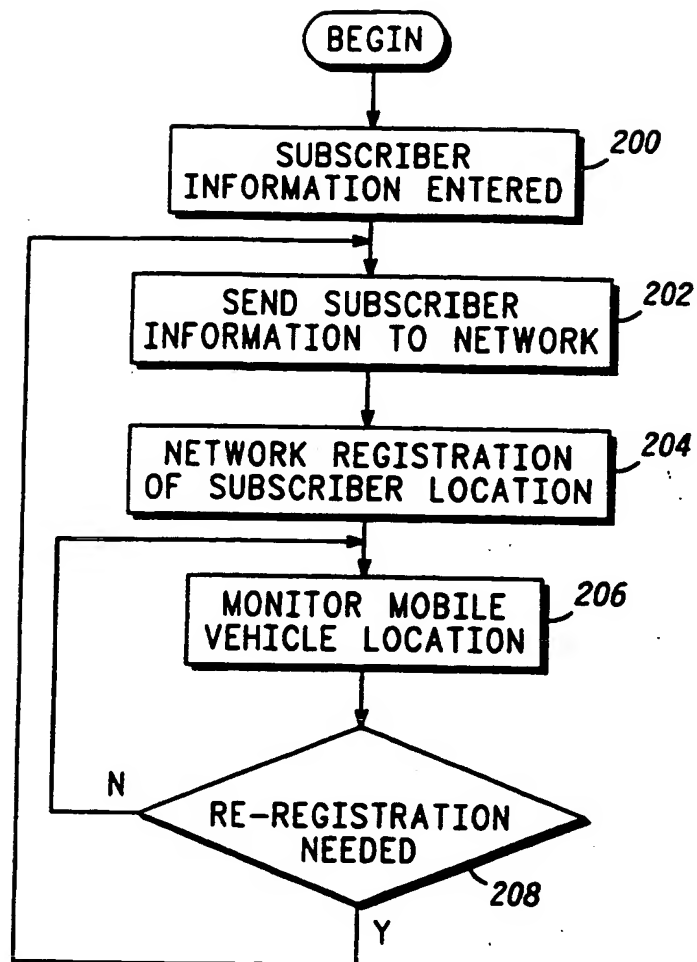 BEGIN
SUBSCRIBER
INFORMATION ENTERED
200
SEND SUBSCRIBER
INFORMATION TO NETWORK
202
NETWORK REGISTRATION
OF SUBSCRIBER LOCATION
204
MONITOR MOBILE
VEHICLE LOCATION
206
N
RE-REGISTRATION
NEEDED
208
Y